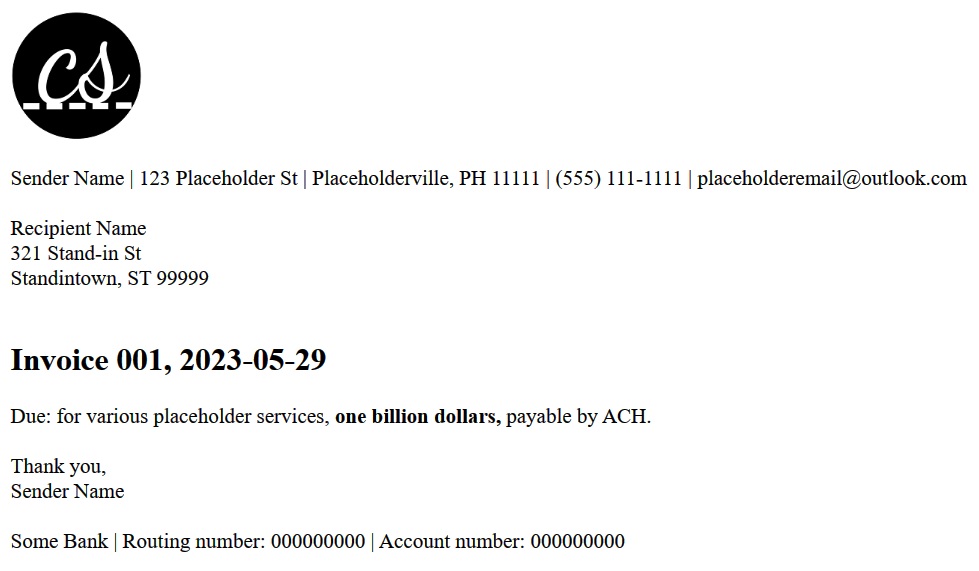 cs
Sender Name | 123 Placeholder St | Placeholderville, PH 11111 | (555) 111-1111 | placeholderemail@outlook.com
Recipient Name
321 Stand-in St
Standintown, ST 99999
Invoice 001, 2023-05-29
Due: for various placeholder services, one billion dollars, payable by ACH.
Thank you,
Sender Name
Some Bank | Routing number: 000000000 | Account number: 000000000